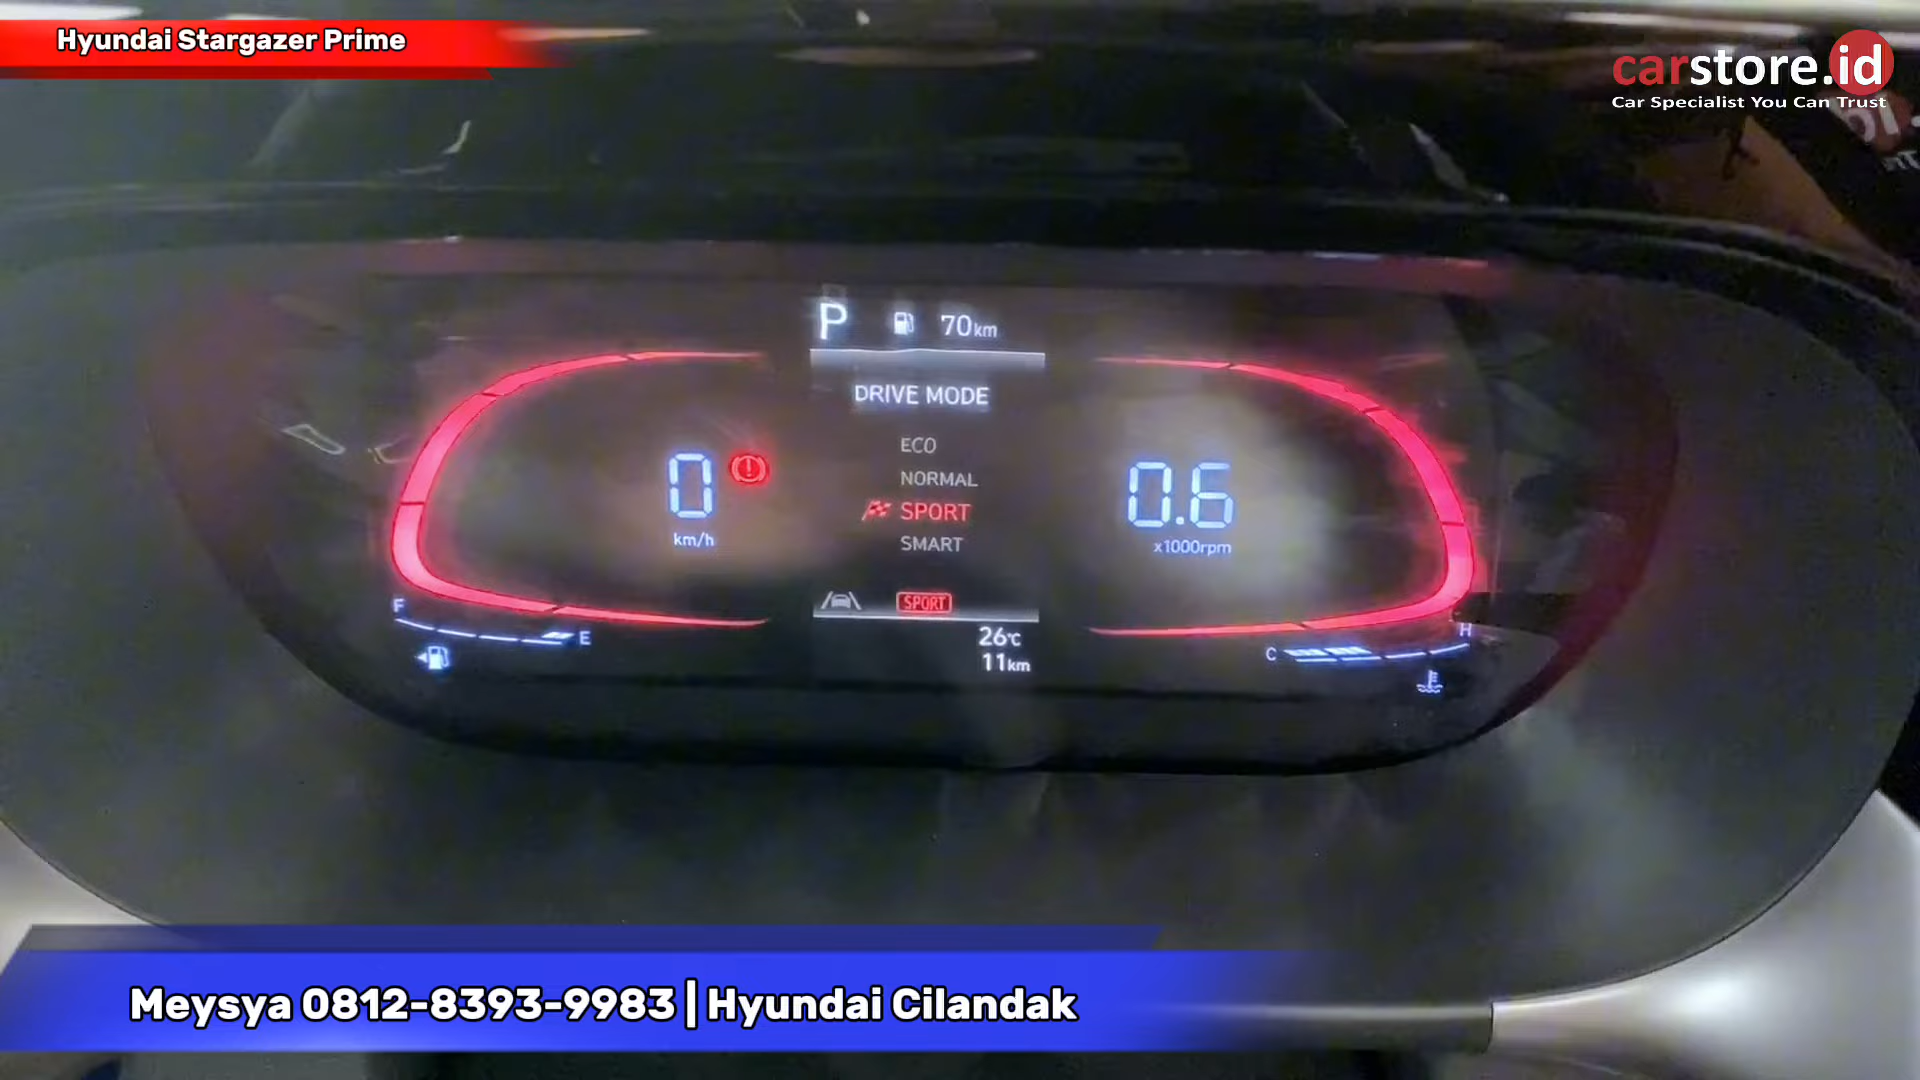 Hyundai Stargazer Prime
carstore.id
Car Specialist You Can Trust
P 70km
DRIVE MODE
ECO
NORMAL
SPORT
SMART
0
km/h
0.6
x1000rpm
SPORT
F E
26℃
11km
C H
Meysya 0812-8393-9983 | Hyundai Cilandak